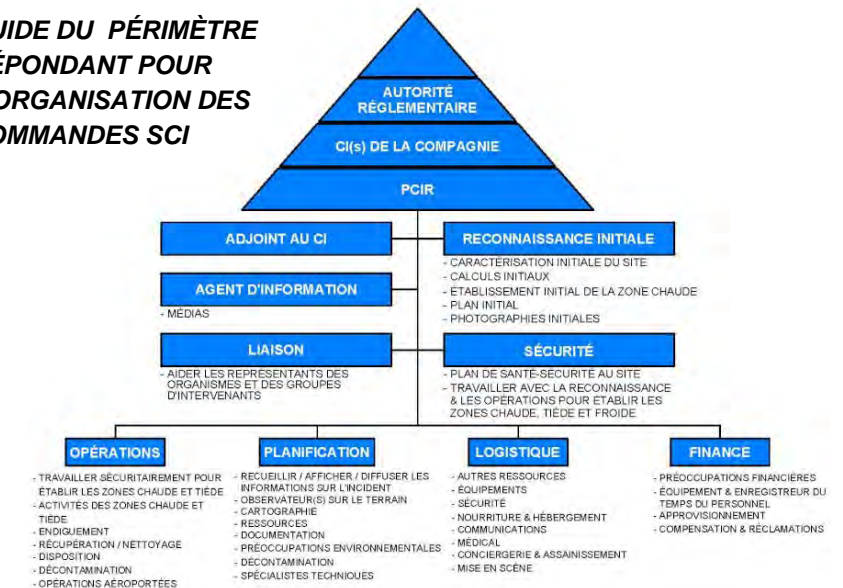 UIDE DU PÉRIMÈTRE
ÉPONDANT POUR
ORGANISATION DES
OMMANDES SCI
AUTORITÉ
RÉGLEMENTAIRE
CI(s) DE LA COMPAGNIE
PCIR
ADJOINT AU CI
RECONNAISSANCE INITIALE
- CARACTÉRISATION INITIALE DU SITE
- CALCULS INITIAUX
- ÉTABLISSEMENT INITIAL DE LA ZONE CHAUDE
- PLAN INITIAL
- PHOTOGRAPHIES INITIALES
AGENT D'INFORMATION
- MÉDIAS
LIAISON
- AIDER LES REPRÉSENTANTS DES
ORGANISMES ET DES GROUPES
D'INTERVENANTS
SÉCURITÉ
- PLAN DE SANTÉ-SÉCURITÉ AU SITE
- TRAVAILLER AVEC LA RECONNAISSANCE
& LES OPÉRATIONS POUR ÉTABLIR LES
ZONES CHAUDE, TIÈDE ET FROIDE
OPÉRATIONS
- TRAVAILLER SÉCURITAIREMENT POUR
ÉTABLIR LES ZONES CHAUDE ET TIÈDE
- ACTIVITÉS DES ZONES CHAUDE ET
TIÈDE
- ENDIGUEMENT
- RÉCUPÉRATION / NETTOYAGE
- DISPOSITION
- DÉCONTAMINATION
- OPÉRATIONS AÉROPORTÉES
PLANIFICATION
- RECUEILLIR / AFFICHER / DIFFUSER LES
INFORMATIONS SUR L'INCIDENT
- OBSERVATEUR(S) SUR LE TERRAIN
- CARTOGRAPHIE
- RESSOURCES
- DOCUMENTATION
- PRÉOCCUPATIONS ENVIRONNEMENTALES
- DÉCONTAMINATION
- SPÉCIALISTES TECHNIQUES
LOGISTIQUE
- AUTRES RESSOURCES
- ÉQUIPEMENTS
- SÉCURITÉ
- NOURRITURE & HÉBERGEMENT
- COMMUNICATIONS
- MÉDICAL
- CONCIERGERIE & ASSAINISSEMENT
- MISE EN SCÈNE
FINANCE
- PRÉOCCUPATIONS FINANCIÈRES
- ÉQUIPEMENT & ENREGISTREUR DU
TEMPS DU PERSONNEL
- APPROVISIONNEMENT
- COMPENSATION & RÉCLAMATIONS